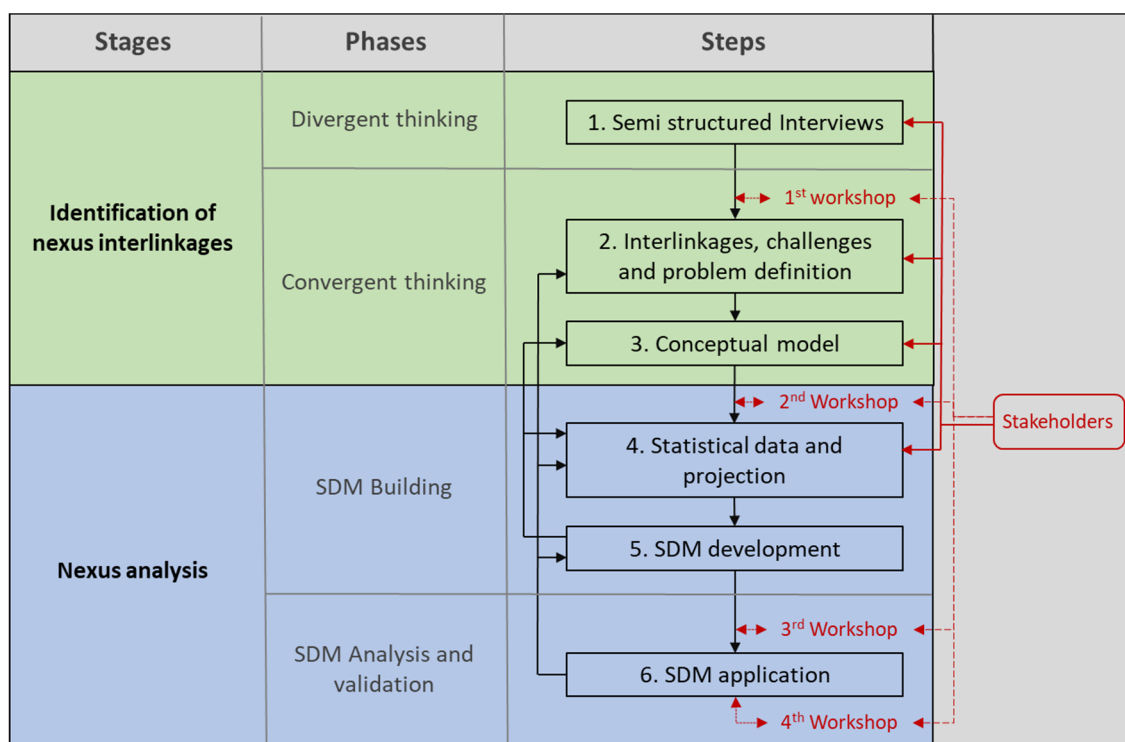 Stages
Phases
Steps
Identification of
nexus interlinkages
Divergent thinking
1. Semi structured Interviews
1st workshop
Convergent thinking
2. Interlinkages, challenges
and problem definition
3. Conceptual model
2nd Workshop
Stakeholders
Nexus analysis
SDM Building
4. Statistical data and
projection
5. SDM development
3rd Workshop
SDM Analysis and
validation
6. SDM application
4th Workshop